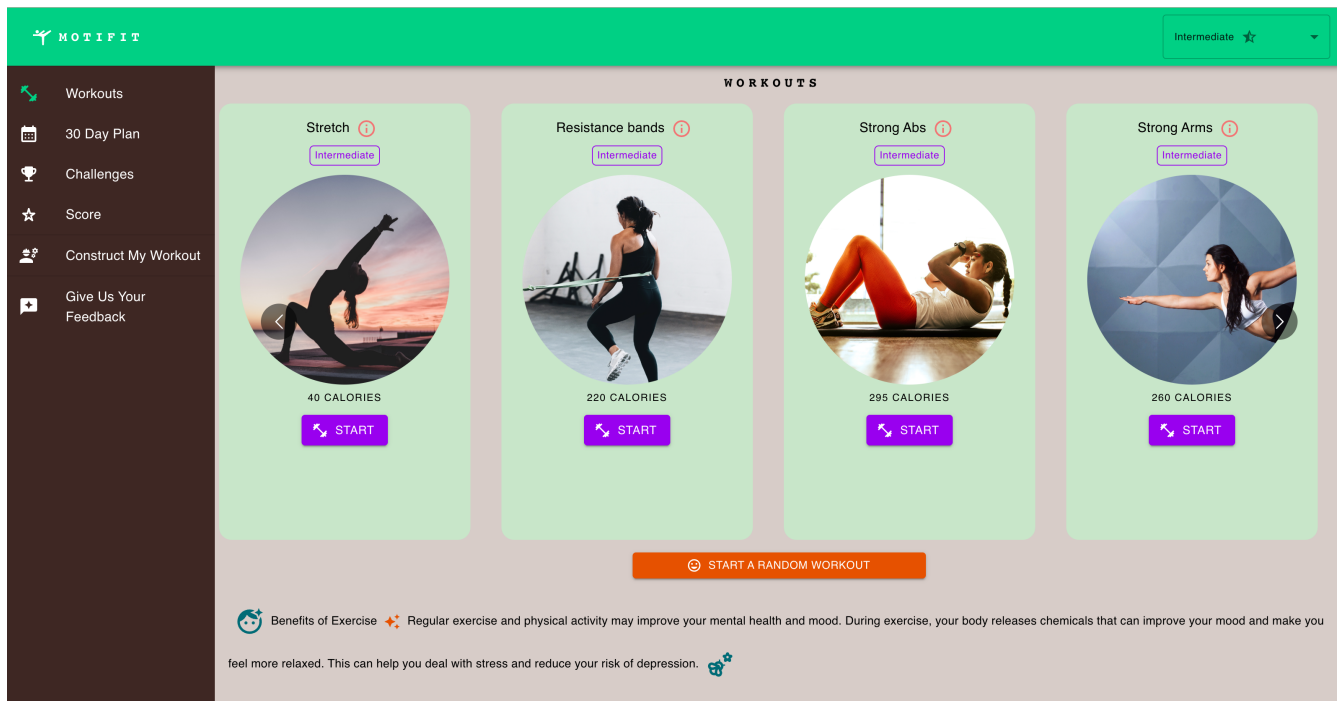 MOTIFIT
Intermediate
Workouts
30 Day Plan
Challenges
Score
Construct My Workout
Give Us Your
Feedback
WORKOUTS
Stretch
Intermediate
40 CALORIES
START
Resistance bands
Intermediate
220 CALORIES
START
Strong Abs
Intermediate
295 CALORIES
START
Strong Arms
Intermediate
260 CALORIES
START
START A RANDOM WORKOUT
Benefits of Exercise Regular exercise and physical activity may improve your mental health and mood. During exercise, your body releases chemicals that can improve your mood and make you
feel more relaxed. This can help you deal with stress and reduce your risk of depression.